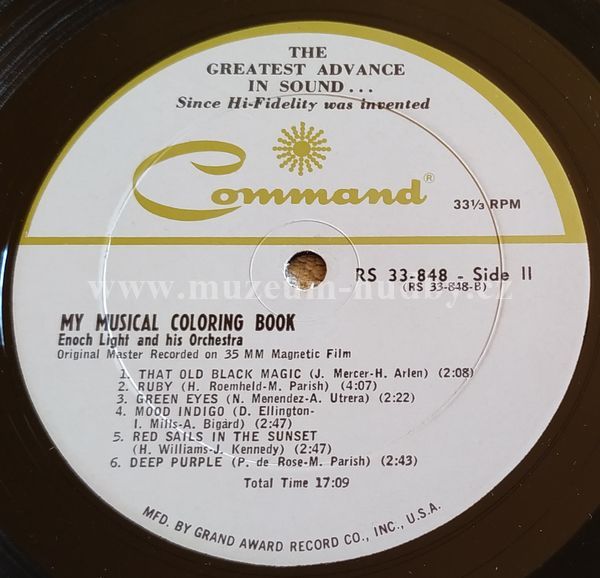 THE
GREATEST ADVANCE
IN SOUND...
Since Hi-Fidelity was invented
Command®
33⅓ RPM
RS 33-848 - Side II
(RS 33-848-B)
www.muzeum-hudby.cz
MY MUSICAL COLORING BOOK
Enoch Light and his Orchestra
Original Master Recorded on 35 MM Magnetic Film
1. THAT OLD BLACK MAGIC (J. Mercer-H. Arlen) (2:08)
2. RUBY (H. Roemheld-M. Parish) (4:07)
3. GREEN EYES (N. Menendez-A. Utrera) (2:22)
4. MOOD INDIGO (D. Ellington-
I. Mills-A. Bigard) (2:47)
5. RED SAILS IN THE SUNSET
(H. Williams-J. Kennedy) (2:47)
6. DEEP PURPLE (P. de Rose-M. Parish) (2:43)
Total Time 17:09
MFD. BY GRAND AWARD RECORD CO., INC., U.S.A.